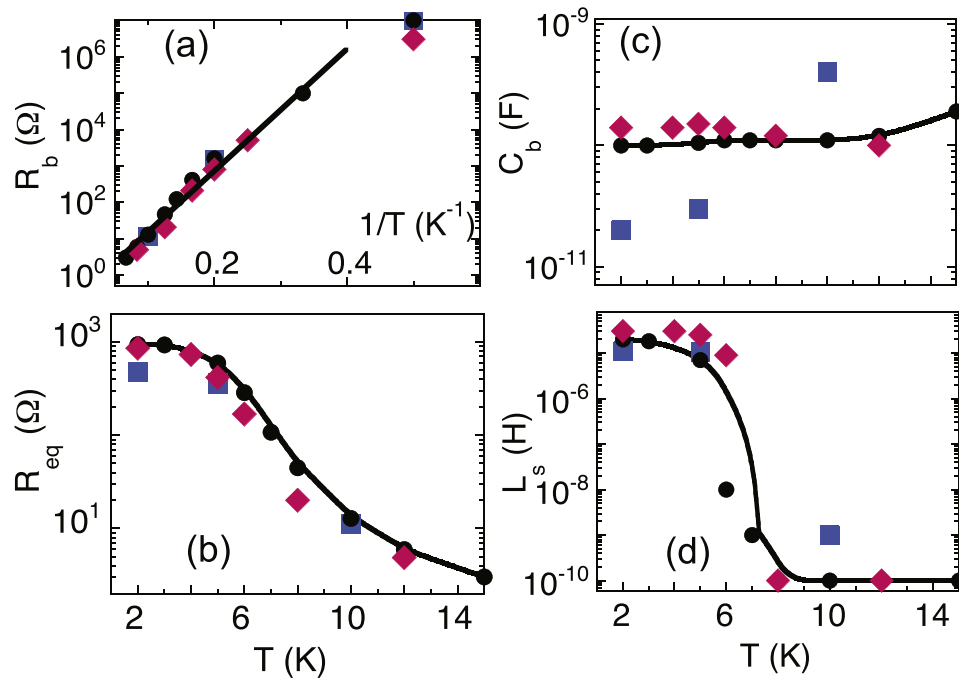 (a)
R_b (Ω)
10^6
10^4
10^2
10^0
0.2
0.4
1/T (K^-1)
(c)
C_b (F)
10^-9
10^-11
(b)
R_eq (Ω)
10^3
10^1
2
6
10
14
T (K)
(d)
L_s (H)
10^-6
10^-8
10^-10
2
6
10
14
T (K)